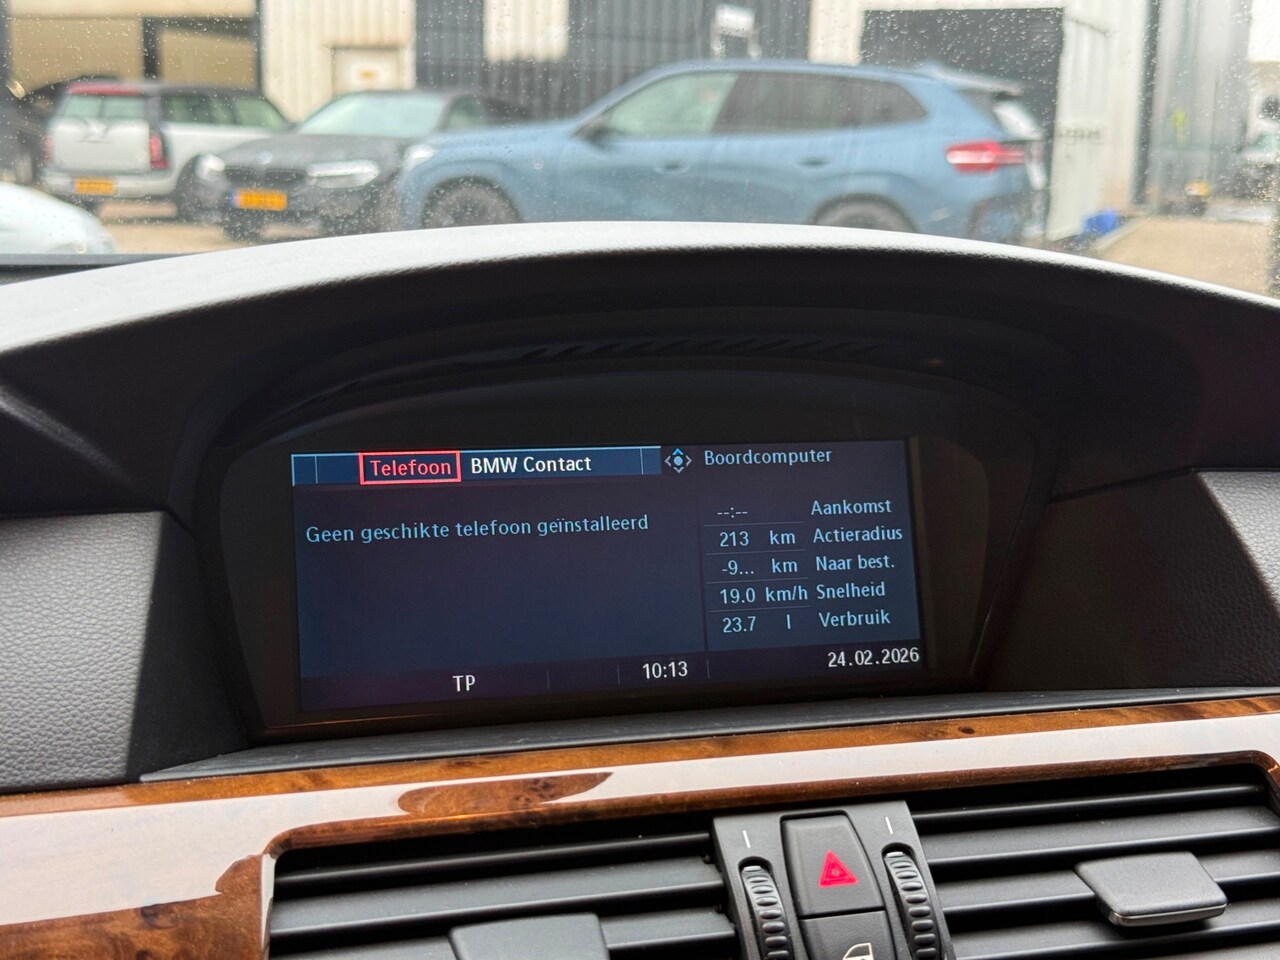 Telefoon BMW Contact
Geen geschikte telefoon geïnstalleerd
Boordcomputer
--:-- Aankomst
213 km Actieradius
-9... km Naar best.
19.0 km/h Snelheid
23.7 l Verbruik
TP 10:13 24.02.2026